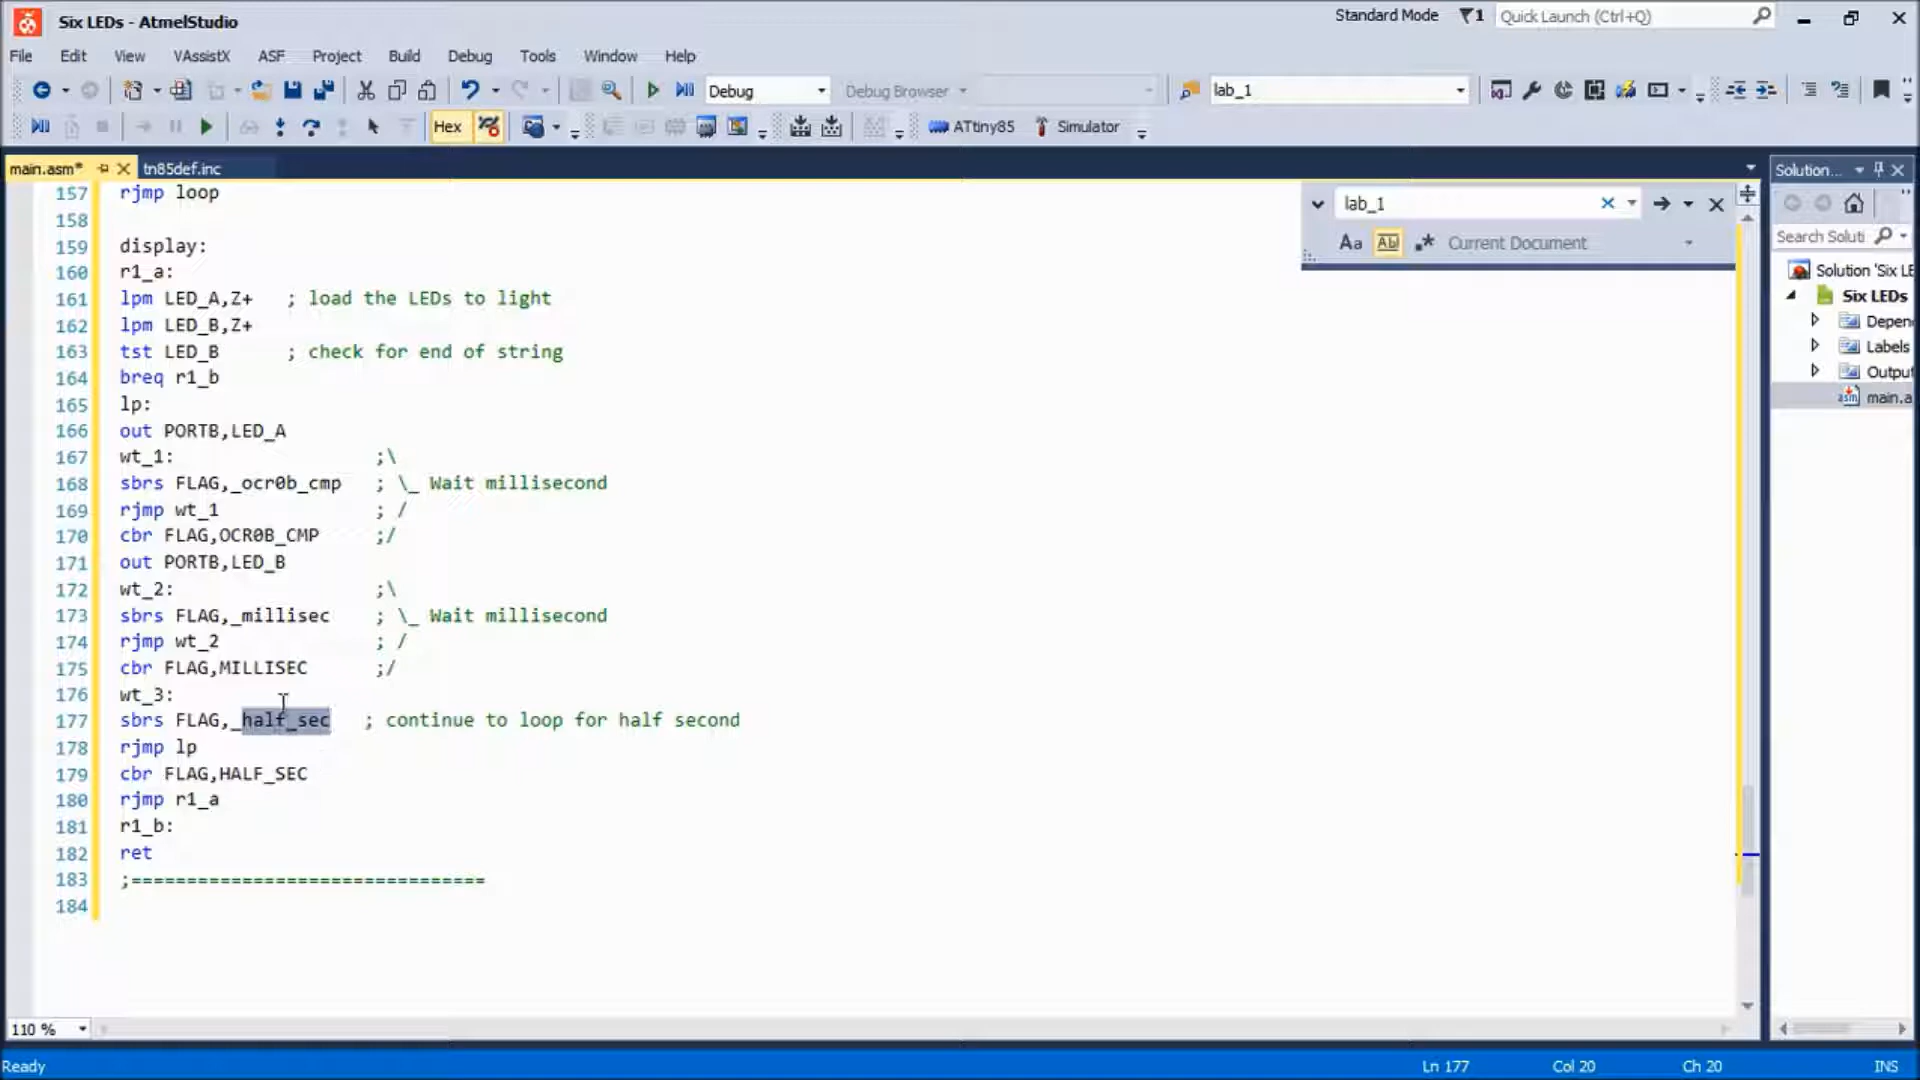 Six LEDs - AtmelStudio
Standard Mode
1
Quick Launch (Ctrl+Q)
File Edit View VAssistX ASF Project Build Debug Tools Window Help
Debug
Debug Browser
lab_1
Hex
ATtiny85
Simulator
main.asm*
tn85def.inc
Solution...
157 rjmp loop
158
159 display:
160 r1_a:
161 lpm LED_A,Z+ ; load the LEDs to light
162 lpm LED_B,Z+
163 tst LED_B ; check for end of string
164 breq r1_b
165 lp:
166 out PORTB,LED_A
167 wt_1: ;\
168 sbrs FLAG,_ocr0b_cmp ; \_ Wait millisecond
169 rjmp wt_1 ; /
170 cbr FLAG,OCR0B_CMP ;/
171 out PORTB,LED_B
172 wt_2: ;\
173 sbrs FLAG,_millisec ; \_ Wait millisecond
174 rjmp wt_2 ; /
175 cbr FLAG,MILLISEC ;/
176 wt_3:
177 sbrs FLAG,_half_sec ; continue to loop for half second
178 rjmp lp
179 cbr FLAG,HALF_SEC
180 rjmp r1_a
181 r1_b:
182 ret
183 ;================================
184
lab_1
Aa Ab .* Current Document
Search Soluti
Solution 'Six LE
Six LEDs
Depen
Labels
Output
asm main.a
110 %
Ready
Ln 177
Col 20
Ch 20
INS